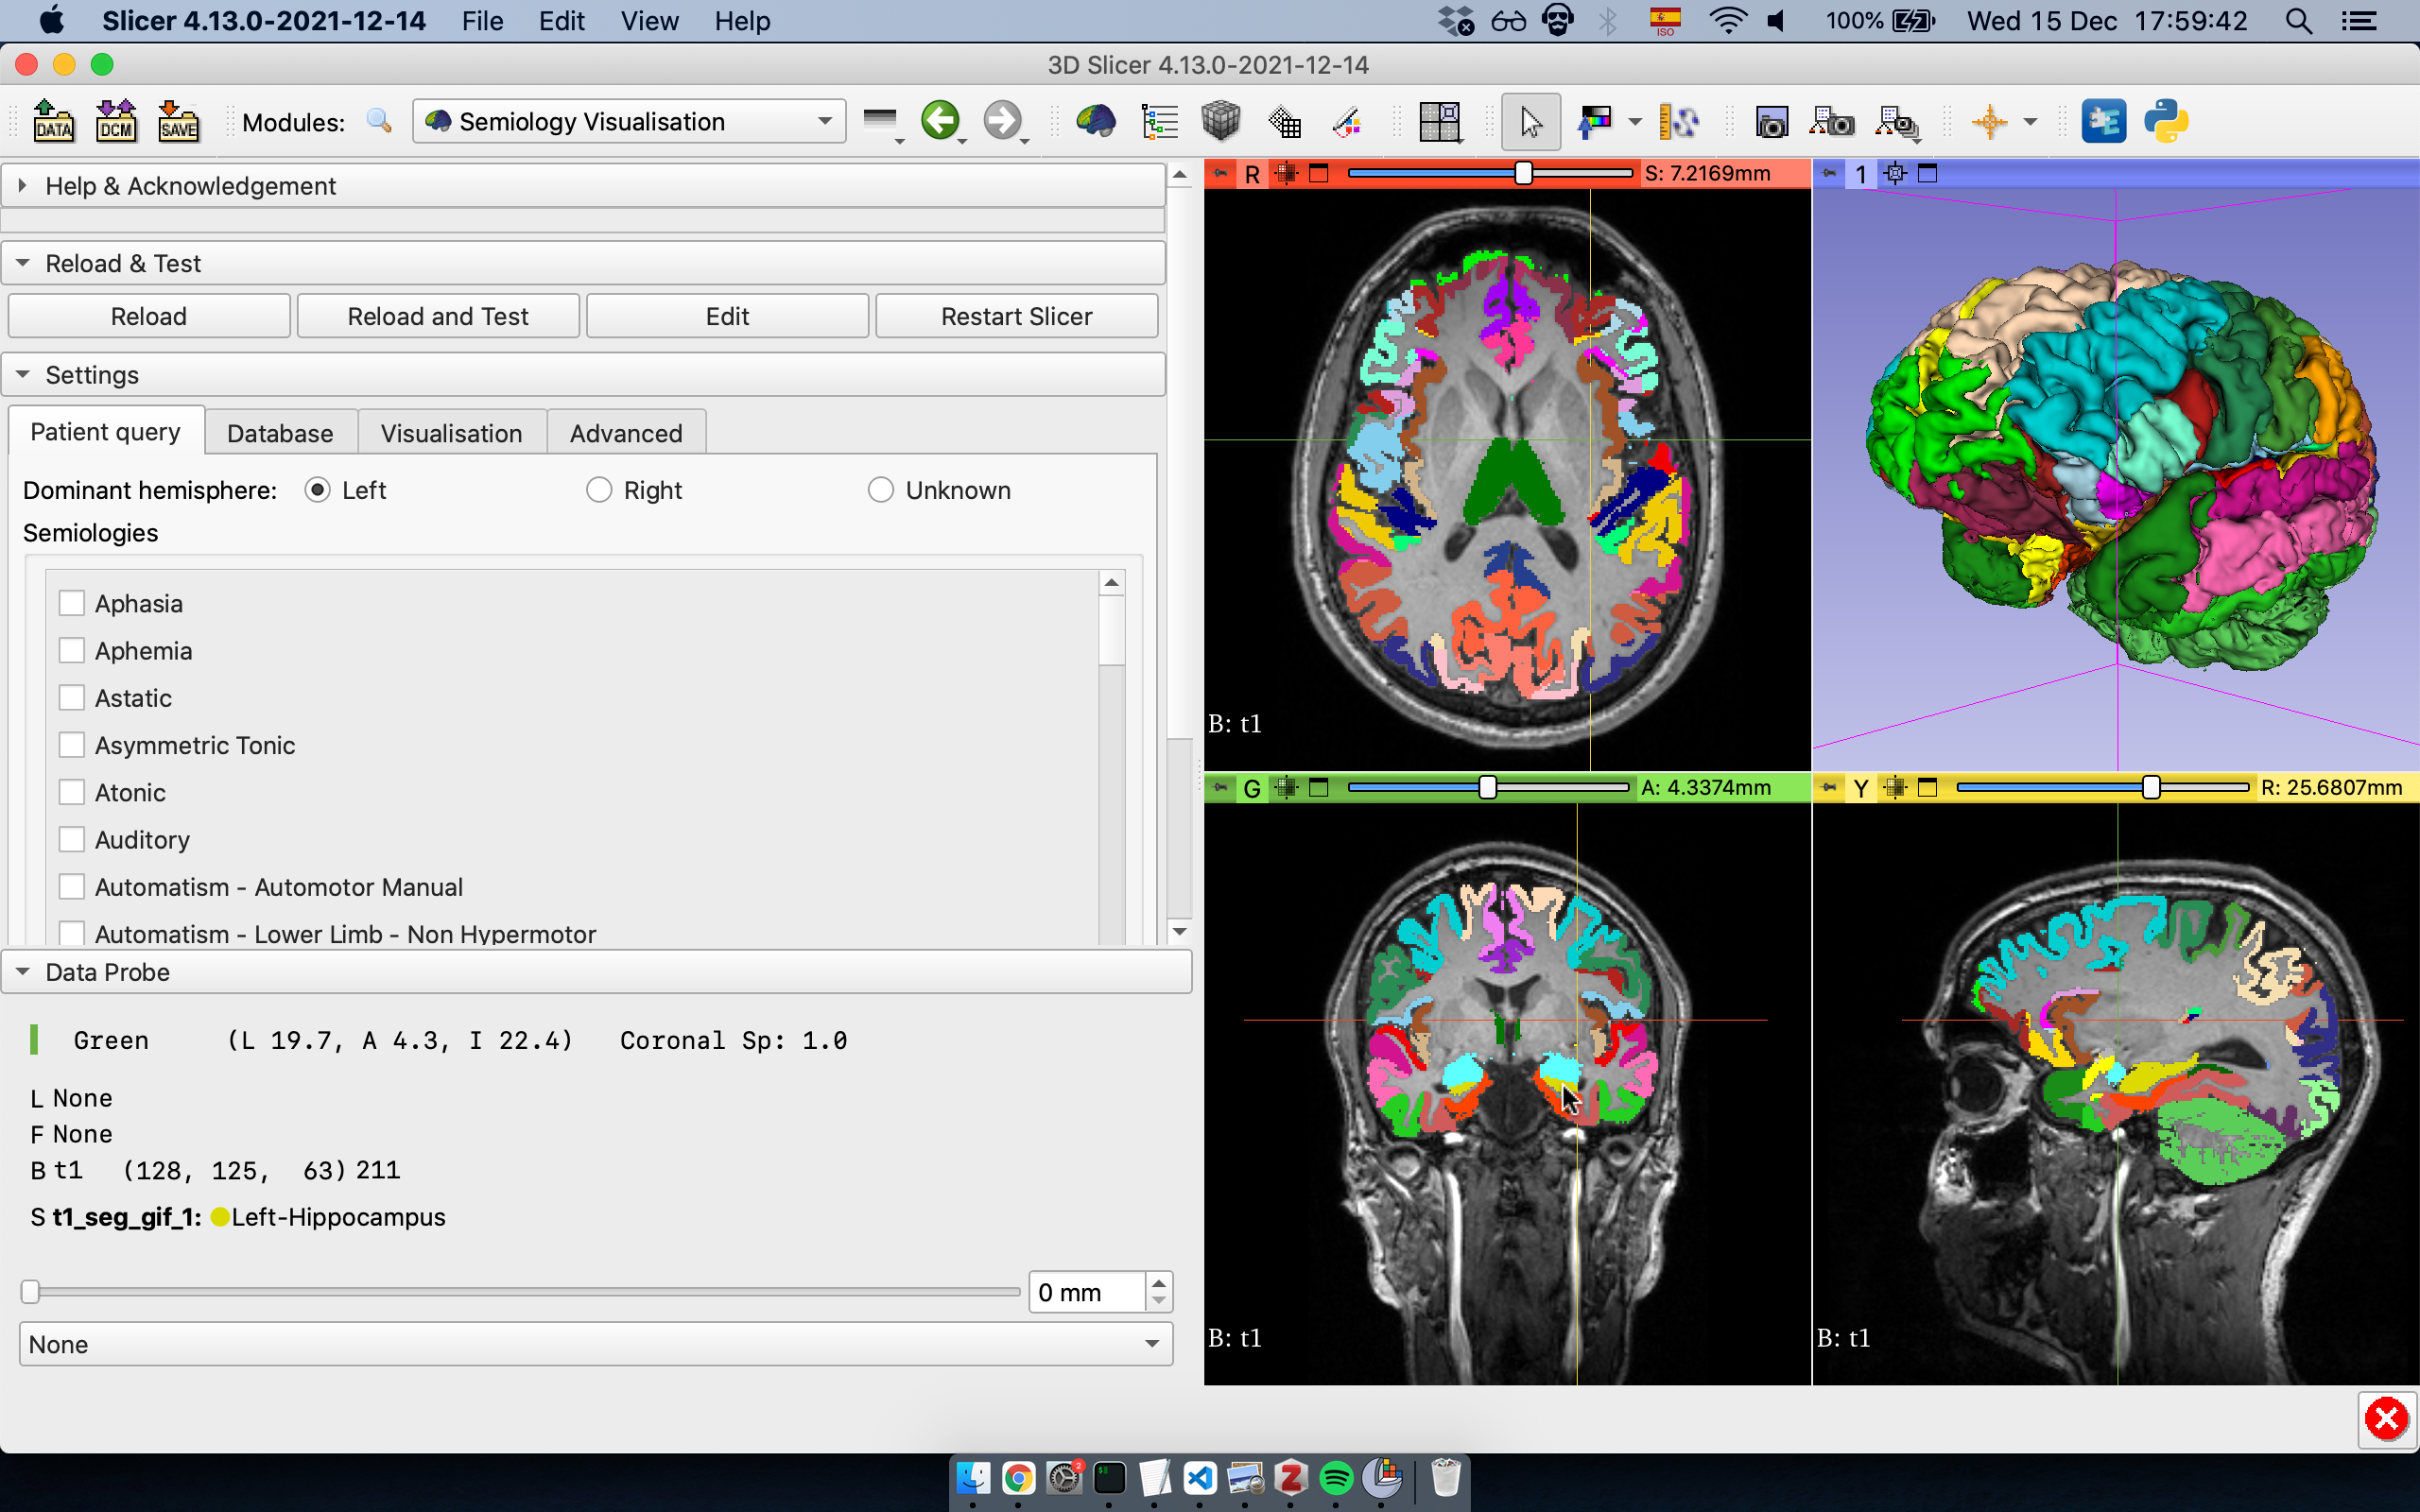 Slicer 4.13.0-2021-12-14 File Edit View Help ISO 100% Wed 15 Dec 17:59:42
3D Slicer 4.13.0-2021-12-14
DATA DCM SAVE Modules: Semiology Visualisation
Help & Acknowledgement
Reload & Test
Reload Reload and Test Edit Restart Slicer
Settings
Patient query Database Visualisation Advanced
Dominant hemisphere: Left Right Unknown
Semiologies
Aphasia
Aphemia
Astatic
Asymmetric Tonic
Atonic
Auditory
Automatism - Automotor Manual
Automatism - Lower Limb - Non Hypermotor
Data Probe
Green (L 19.7, A 4.3, I 22.4) Coronal Sp: 1.0
L None
F None
B t1 (128, 125, 63) 211
S t1_seg_gif_1: Left-Hippocampus
0 mm
None
R S: 7.2169mm
B: t1
1
G A: 4.3374mm
B: t1
Y R: 25.6807mm
B: t1
2
$
Z